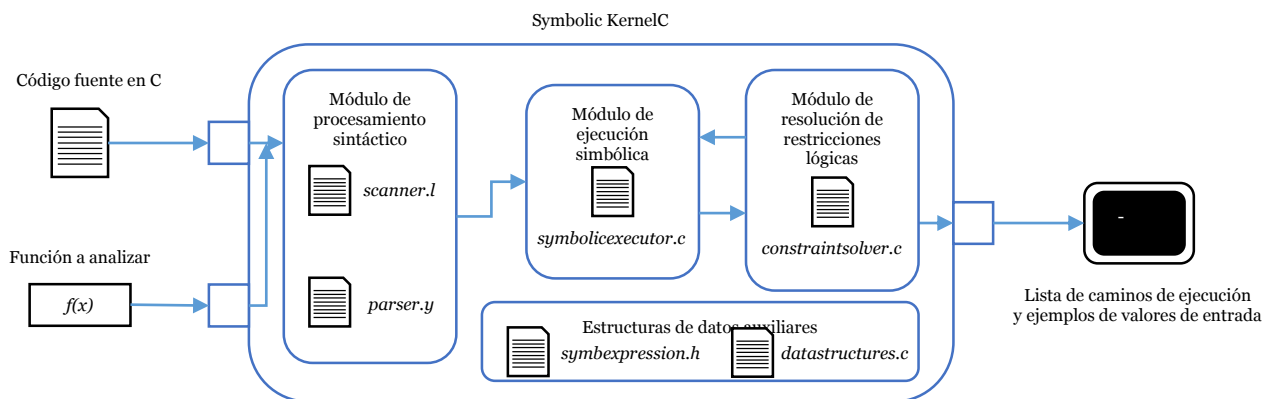 Symbolic KernelC
Código fuente en C
Función a analizar
f(x)
Módulo de
procesamiento
sintáctico
scanner.l
parser.y
Módulo de
ejecución
simbólica
symbolicexecutor.c
Módulo de
resolución de
restricciones
lógicas
constraintsolver.c
Estructuras de datos auxiliares
symbexpression.h
datastructures.c
-
Lista de caminos de ejecución
y ejemplos de valores de entrada